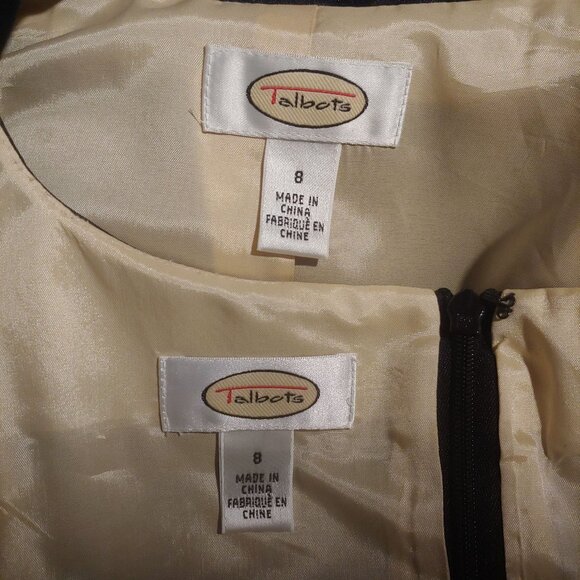 Talbots
8
MADE IN
CHINA
FABRIQUÉ EN
CHINE
Talbots
8
MADE IN
CHINA
FABRIQUÉ EN
CHINE